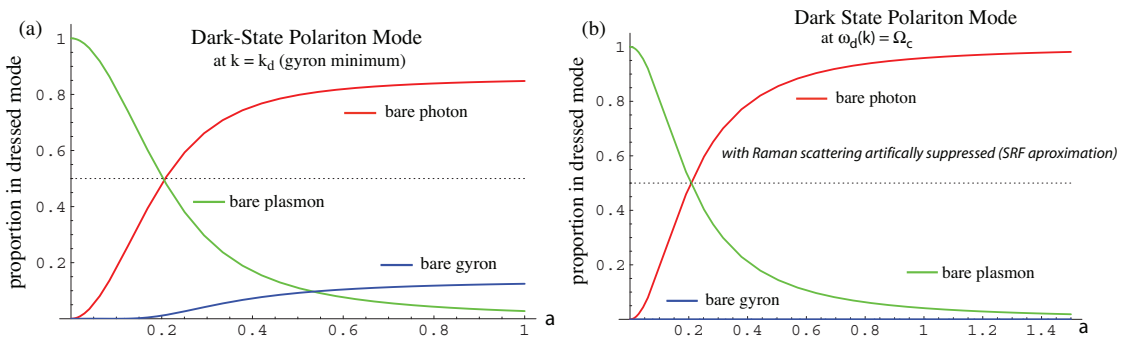 (a)
Dark-State Polariton Mode
at k = k_d (gyron minimum)
proportion in dressed mode
1
0.8
0.6
0.4
0.2
bare photon
bare plasmon
bare gyron
0.2
0.4
0.6
0.8
1
a
(b)
Dark State Polariton Mode
at ω_d(k) = Ω_c
proportion in dressed mode
1
0.8
0.6
0.4
0.2
bare photon
with Raman scattering artifically suppressed (SRF aproximation)
bare plasmon
bare gyron
0.2
0.4
0.6
0.8
1
1.2
1.4
a